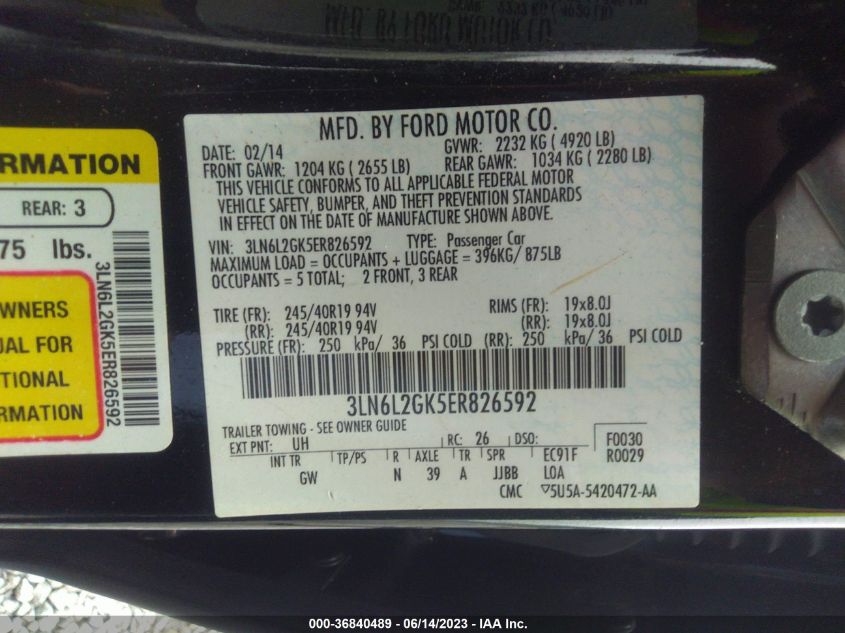 MFD. BY FORD MOTOR CO.
DATE: 02/14
GVWR: 2232 KG ( 4920 LB)
FRONT GAWR: 1204 KG ( 2655 LB)
REAR GAWR: 1034 KG ( 2280 LB)
THIS VEHICLE CONFORMS TO ALL APPLICABLE FEDERAL MOTOR
VEHICLE SAFETY, BUMPER, AND THEFT PREVENTION STANDARDS
IN EFFECT ON THE DATE OF MANUFACTURE SHOWN ABOVE.
VIN: 3LN6L2GK5ER826592 TYPE: Passenger Car
MAXIMUM LOAD = OCCUPANTS + LUGGAGE = 396KG/ 875LB
OCCUPANTS = 5 TOTAL; 2 FRONT, 3 REAR
TIRE (FR): 245/40R19 94V RIMS (FR): 19x8.0J
(RR): 245/40R19 94V (RR): 19x8.0J
PRESSURE (FR): 250 kPa/ 36 PSI COLD (RR): 250 kPa/ 36 PSI COLD
3LN6L2GK5ER826592
TRAILER TOWING - SEE OWNER GUIDE
EXT PNT: UH RC: 26 DSO: F0030
INT TR TP/PS R AXLE TR SPR EC91F R0029
GW N 39 A JJBB LOA
CMC ▽5U5A-5420472-AA
ORMATION
REAR: 3
75 lbs.
OWNERS
UAL FOR
ITIONAL
ORMATION
3LN6L2GK5ER826592
000-36840489 - 06/14/2023 - IAA Inc.